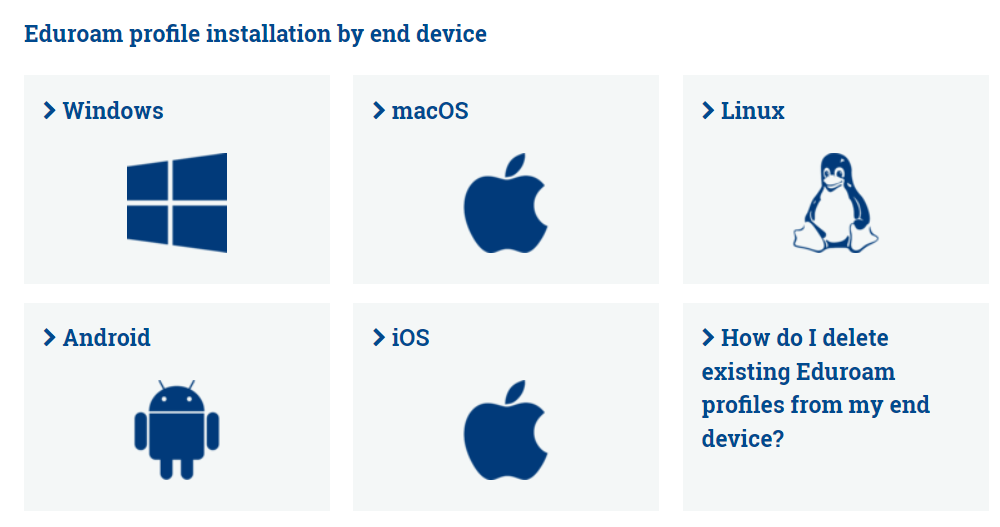 Eduroam profile installation by end device
Windows
macOS
Linux
Android
iOS
How do I delete
existing Eduroam
profiles from my end
device?